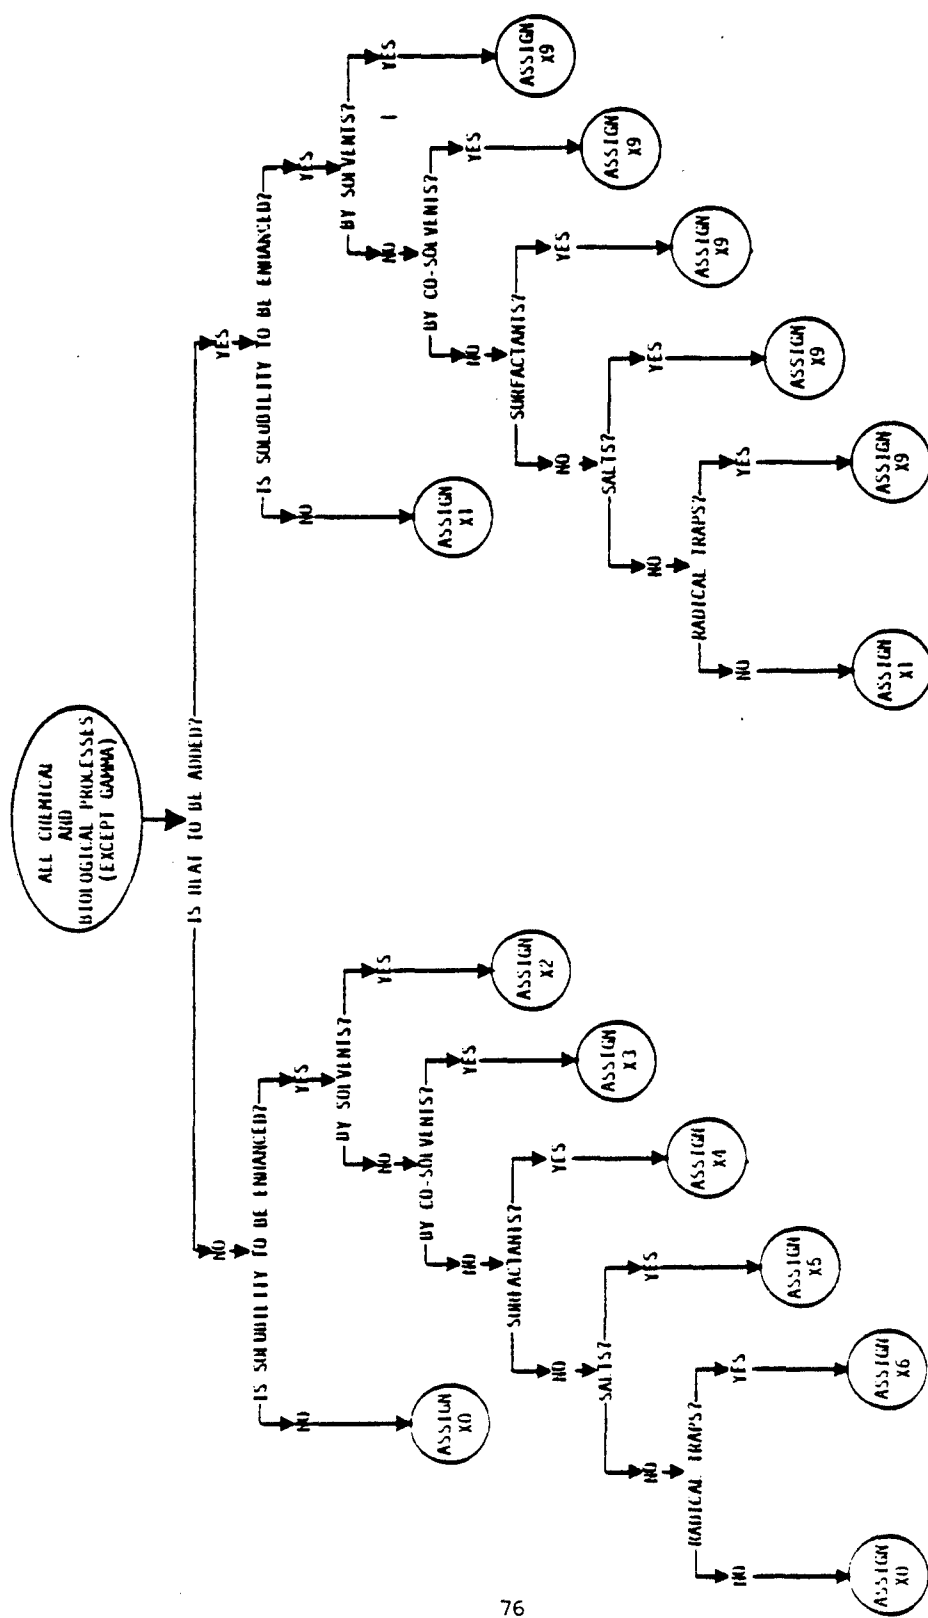 ALL CHEMICAL
AND
BIOLOGICAL PROCESSES
(EXCEPT GAMMA)
IS HEAT TO BE ADDED?
NO
YES
IS SOLUBILITY TO BE ENHANCED?
NO
YES
ASSIGN
X0
BY SOLVENTS?
NO
YES
ASSIGN
X2
BY CO-SOLVENTS?
NO
YES
ASSIGN
X3
SURFACTANTS?
NO
YES
ASSIGN
X4
SALTS?
NO
YES
ASSIGN
X5
RADICAL TRAPS?
NO
YES
ASSIGN
X0
ASSIGN
X6
IS SOLUBILITY TO BE ENHANCED?
NO
YES
ASSIGN
X1
BY SOLVENTS?
NO
YES
ASSIGN
X9
BY CO-SOLVENTS?
NO
YES
ASSIGN
X9
SURFACTANTS?
NO
YES
ASSIGN
X9
SALTS?
NO
YES
ASSIGN
X9
RADICAL TRAPS?
NO
YES
ASSIGN
X1
ASSIGN
X9
76